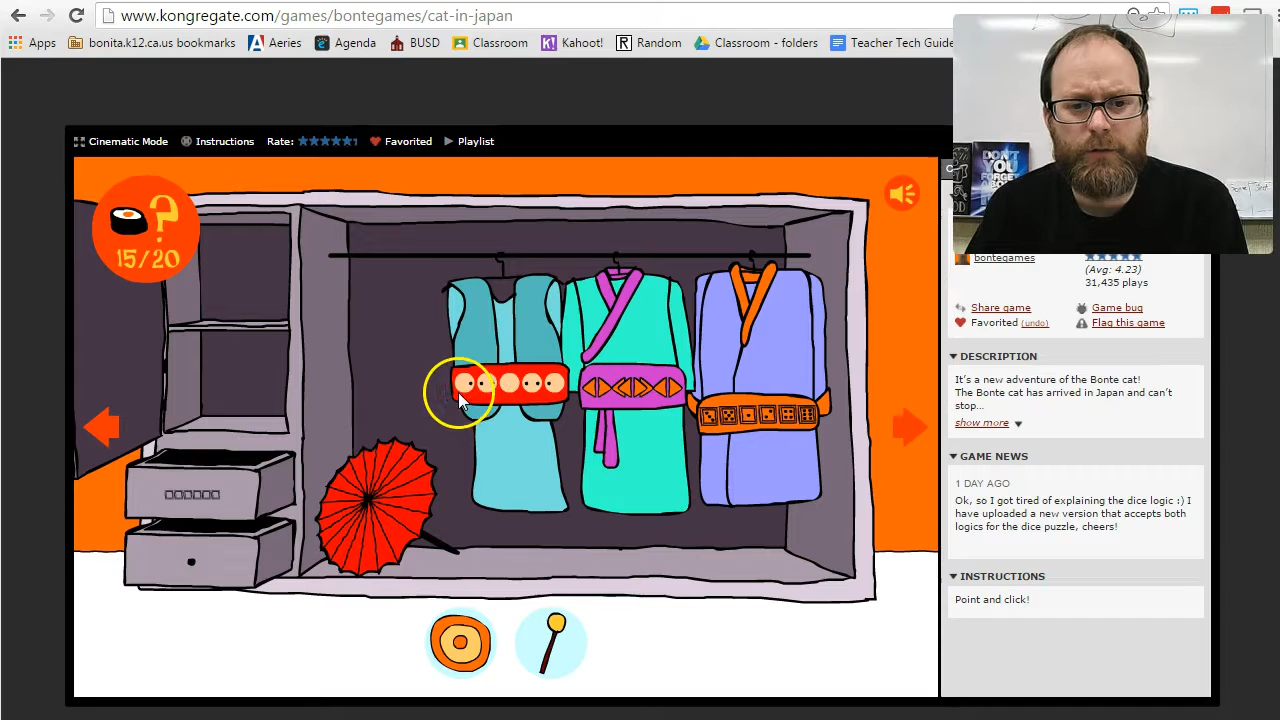 www.kongregate.com/games/bontegames/cat-in-japan
Apps bonita.k12.ca.us bookmarks Aeries Agenda BUSD Classroom Kahoot! Random Classroom - folders Teacher Tech Guide
Cinematic Mode Instructions Rate: Favorited Playlist
?
15/20
DON'T
YOU
FORGET
bontegames
(Avg: 4.23)
31,435 plays
Share game Game bug
Favorited (undo) Flag this game
DESCRIPTION
It's a new adventure of the Bonte cat!
The Bonte cat has arrived in Japan and can't
stop...
show more
GAME NEWS
1 DAY AGO
Ok, so I got tired of explaining the dice logic :) I
have uploaded a new version that accepts both
logics for the dice puzzle, cheers!
INSTRUCTIONS
Point and click!